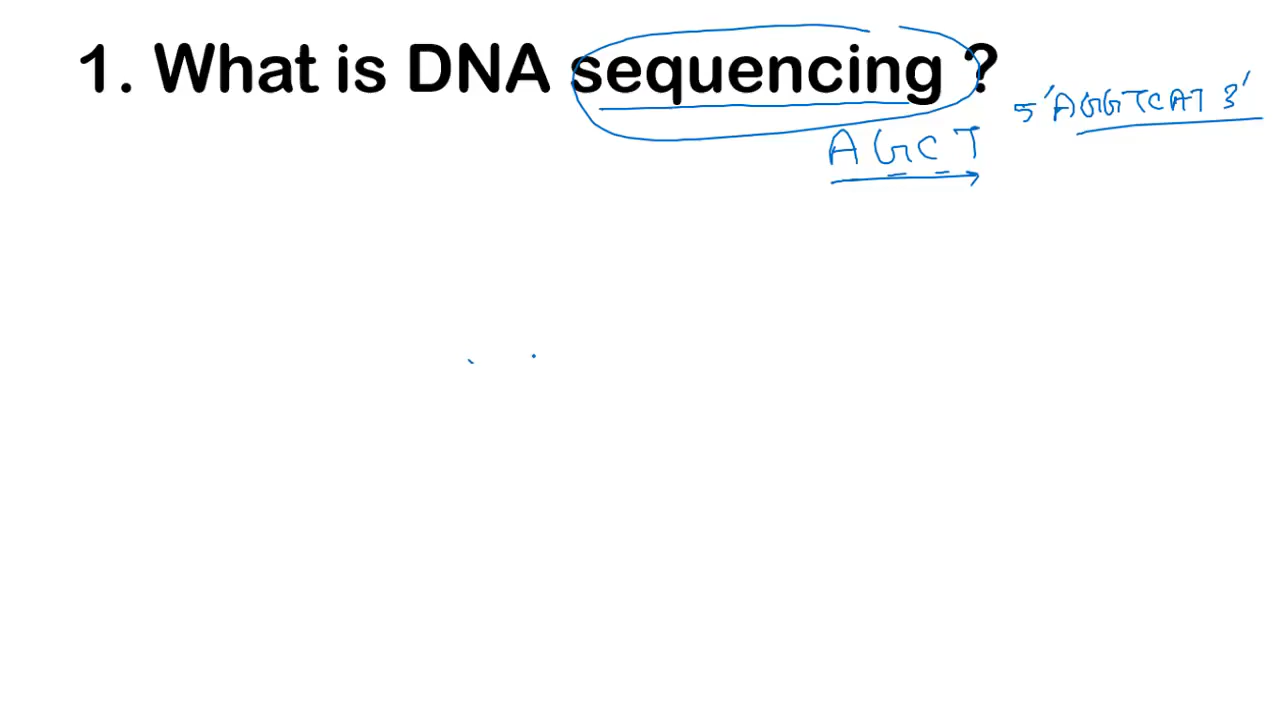 1. What is DNA sequencing ?
5' AGGTCAT 3'
AGCT